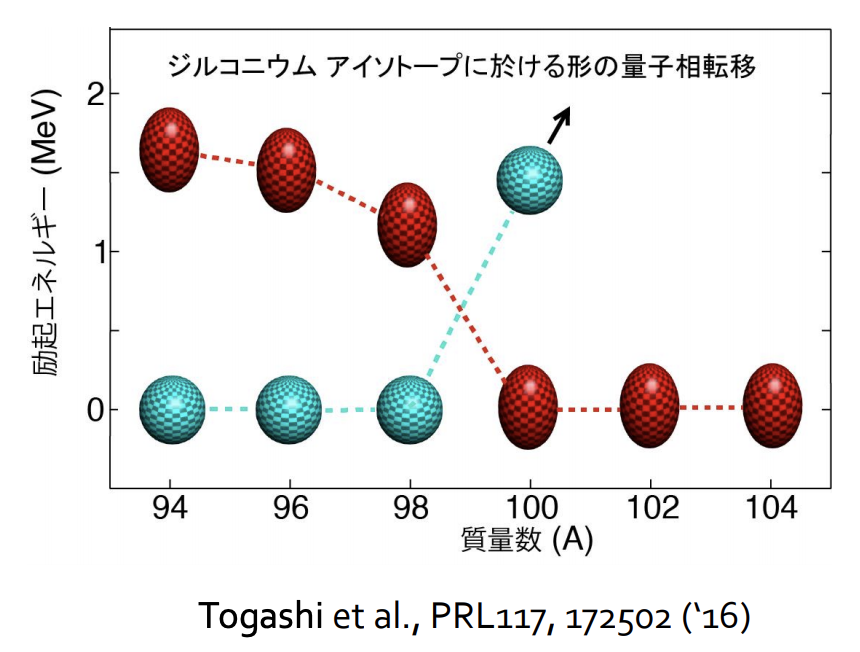 ジルコニウム アイソトープに於ける形の量子相転移
励起エネルギー (MeV)
2
1
0
94 96 98 100 102 104
質量数 (A)
Togashi et al., PRL117, 172502 (‘16)